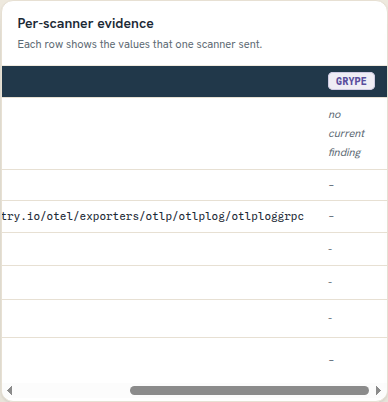 Per-scanner evidence
Each row shows the values that one scanner sent.
GRYPE
no
current
finding
–
try.io/otel/exporters/otlp/otlplog/otlploggrpc –
–
–
–
–